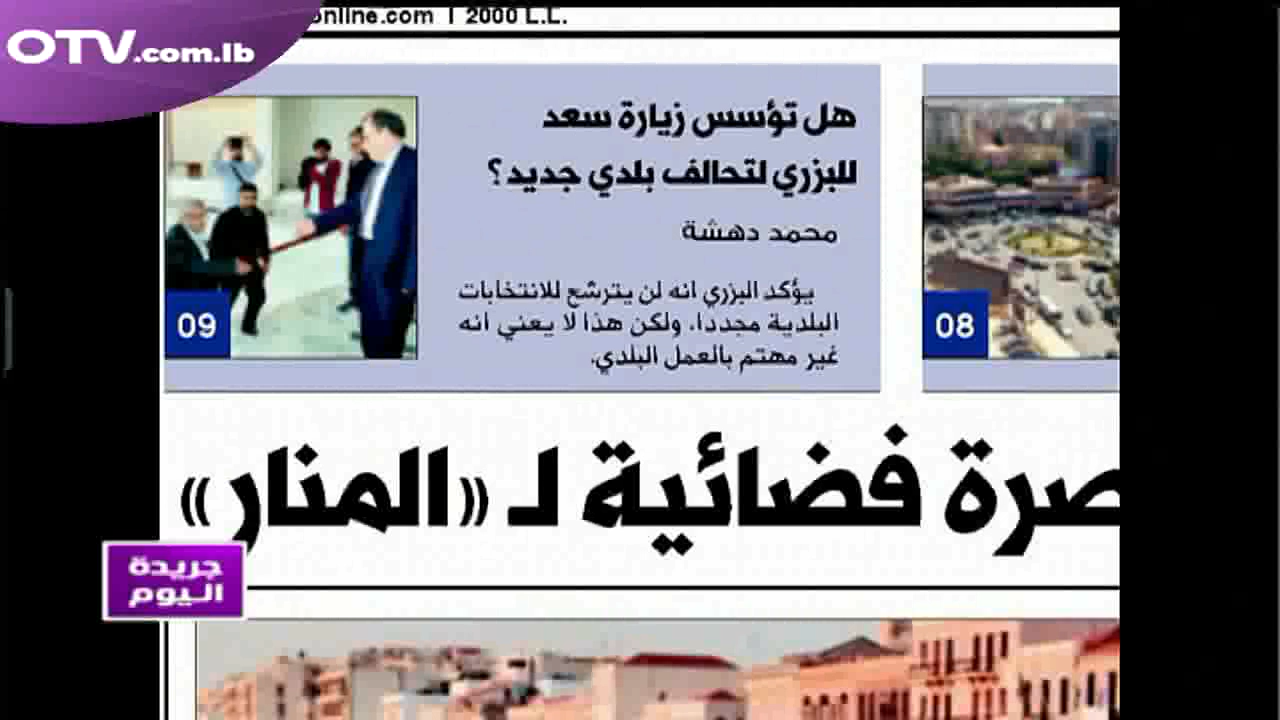 OTV.com.lb
online.com | 2000 L.L.
هل تؤسس زيارة سعد
للبزري لتحالف بلدي جديد؟
محمد دهشة
يؤكد البزري انه لن يترشح للانتخابات
البلدية مجددا، ولكن هذا لا يعني انه
غير مهتم بالعمل البلدي.
09
08
صرة فضائية لـ «المنار»
جريدة
اليوم